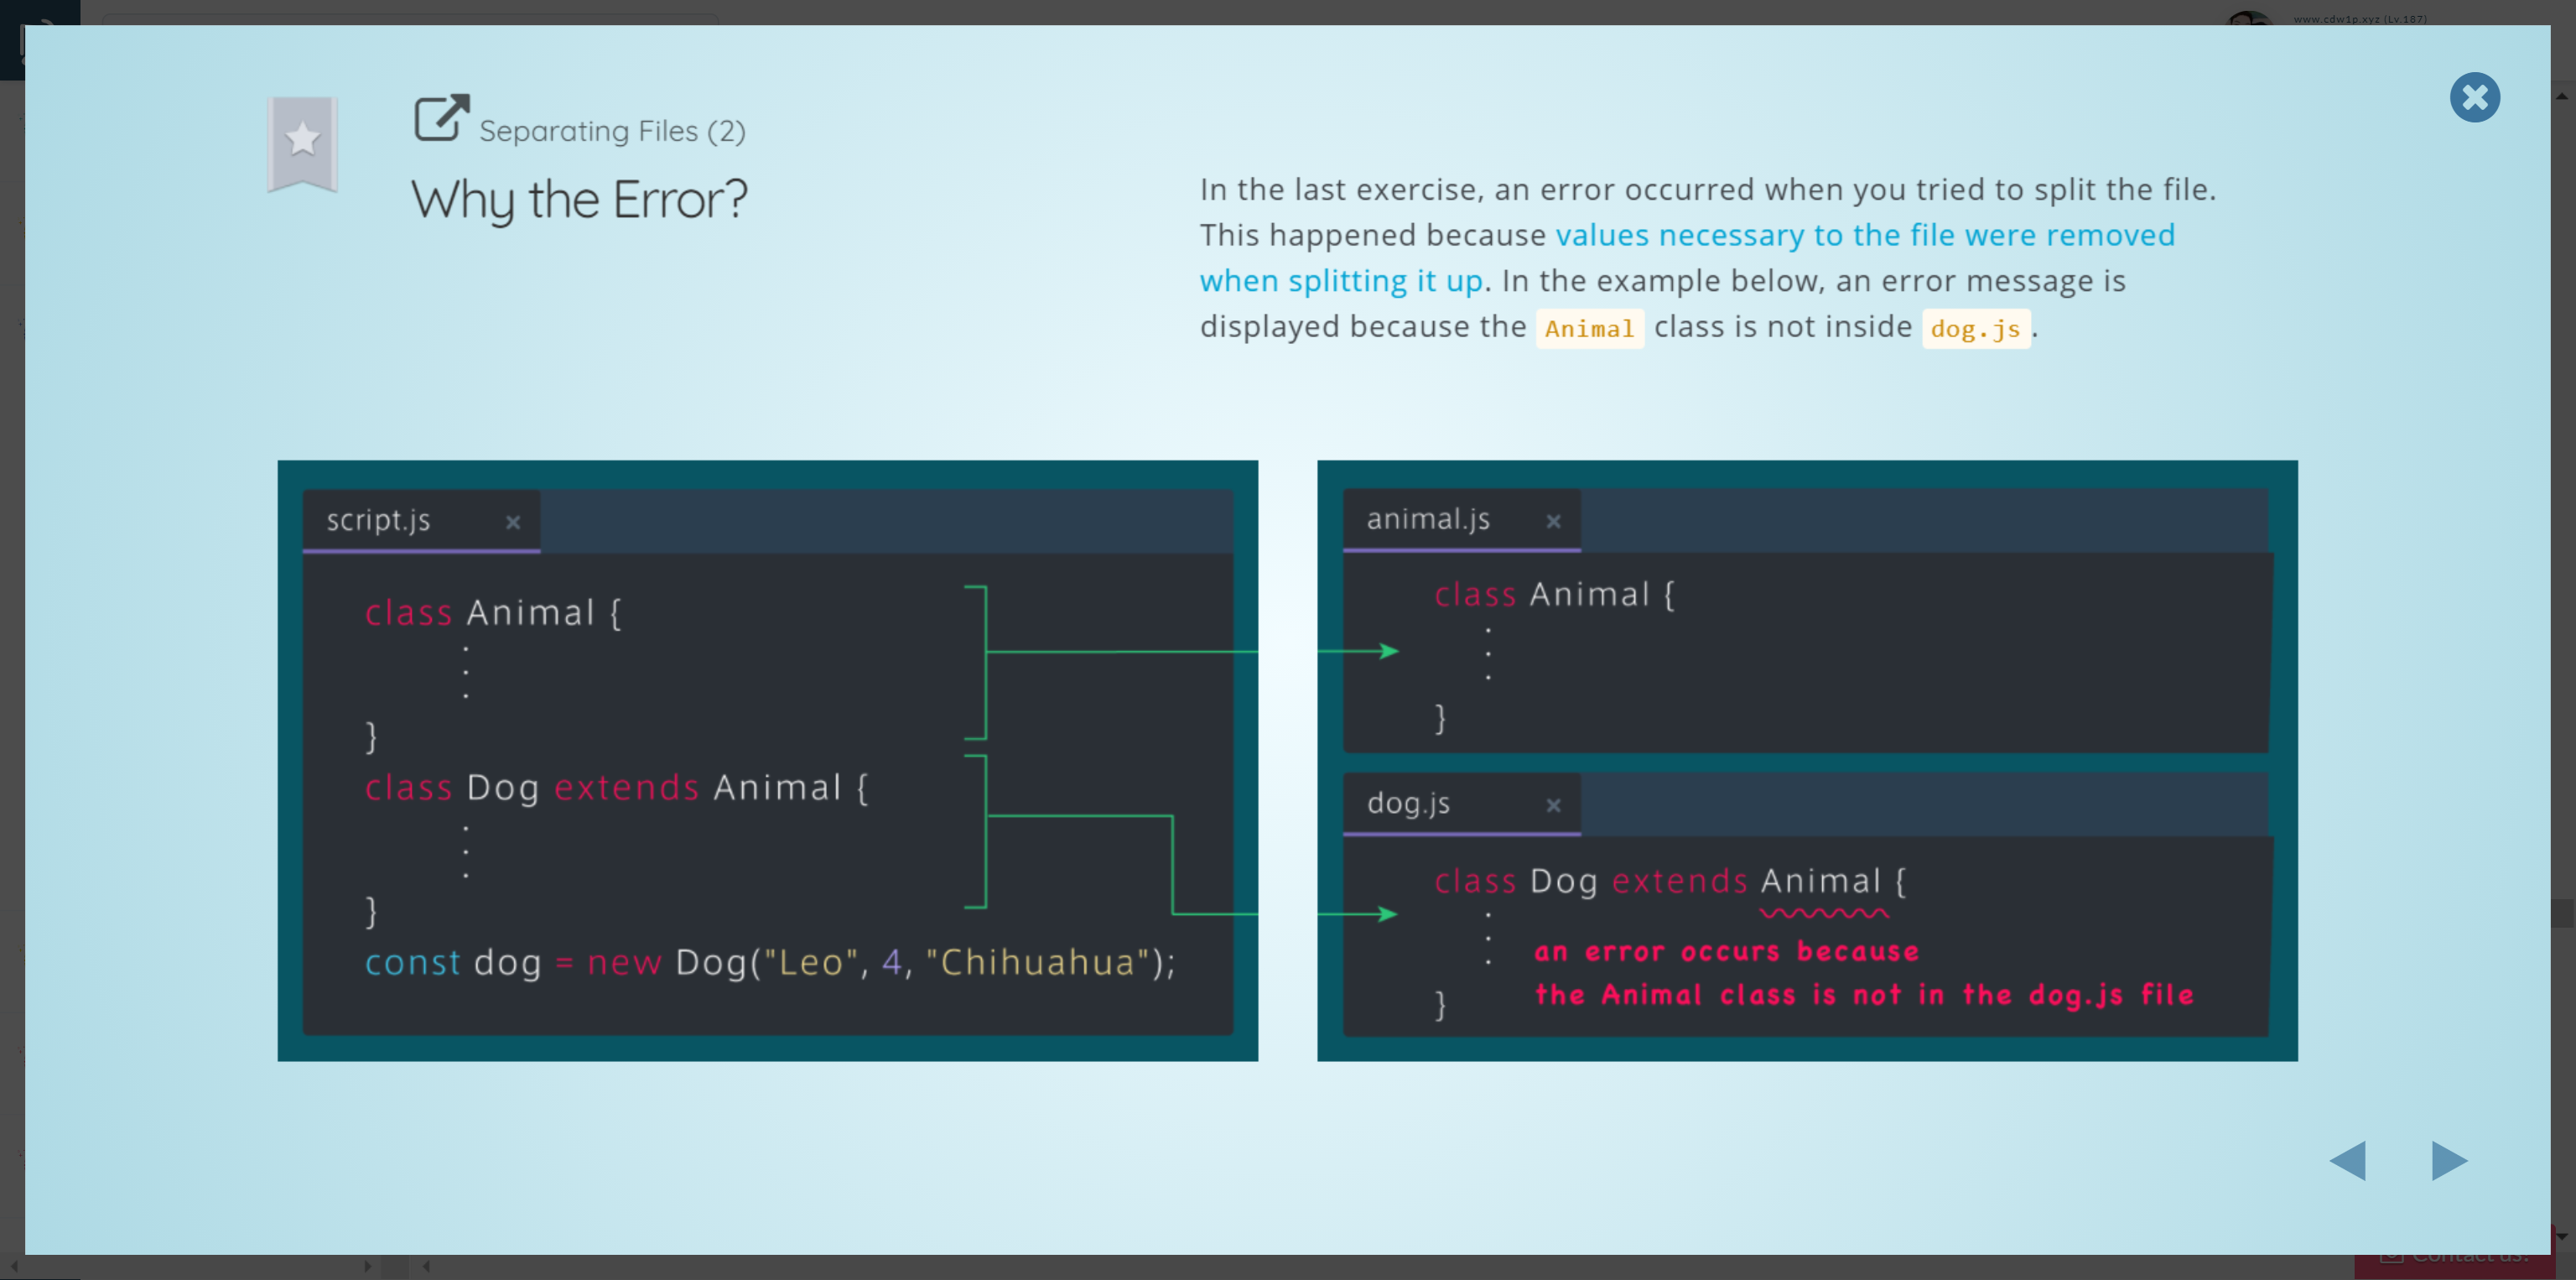 www.cdw1p.xyz (Lv.187)
Separating Files (2)
Why the Error?
In the last exercise, an error occurred when you tried to split the file.
This happened because values necessary to the file were removed
when splitting it up. In the example below, an error message is
displayed because the Animal class is not inside dog.js.
script.js ×
class Animal {
.
.
.
}
class Dog extends Animal {
.
.
.
}
const dog = new Dog("Leo", 4, "Chihuahua");
animal.js ×
class Animal {
.
.
.
}
dog.js ×
class Dog extends Animal {
.
. an error occurs because
. the Animal class is not in the dog.js file
}
Contact us!